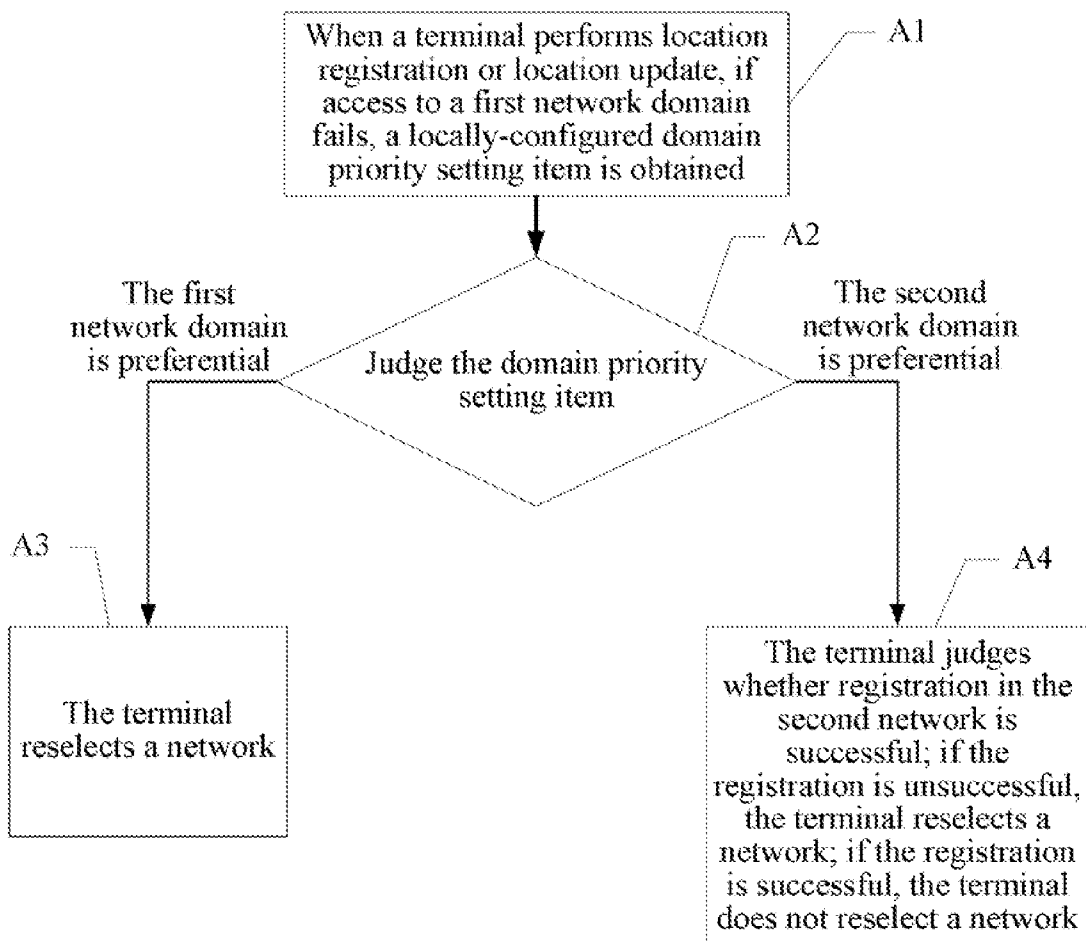 When a terminal performs location
registration or location update, if
access to a first network domain
fails, a locally-configured domain
priority setting item is obtained
A1
A2
The first
network domain
is preferential
Judge the domain priority
setting item
The second
network domain
is preferential
A3
The terminal
reselects a network
A4
The terminal judges
whether registration in the
second network is
successful; if the
registration is unsuccessful,
the terminal reselects a
network; if the registration
is successful, the terminal
does not reselect a network